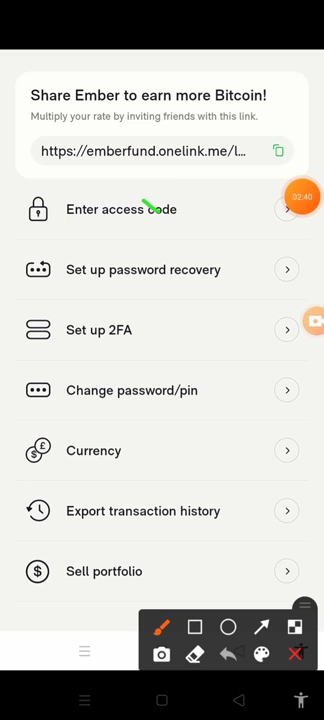 Share Ember to earn more Bitcoin!
Multiply your rate by inviting friends with this link.
https://emberfund.onelink.me/l...
Enter access code
02:40
Set up password recovery
Set up 2FA
Change password/pin
Currency
Export transaction history
Sell portfolio